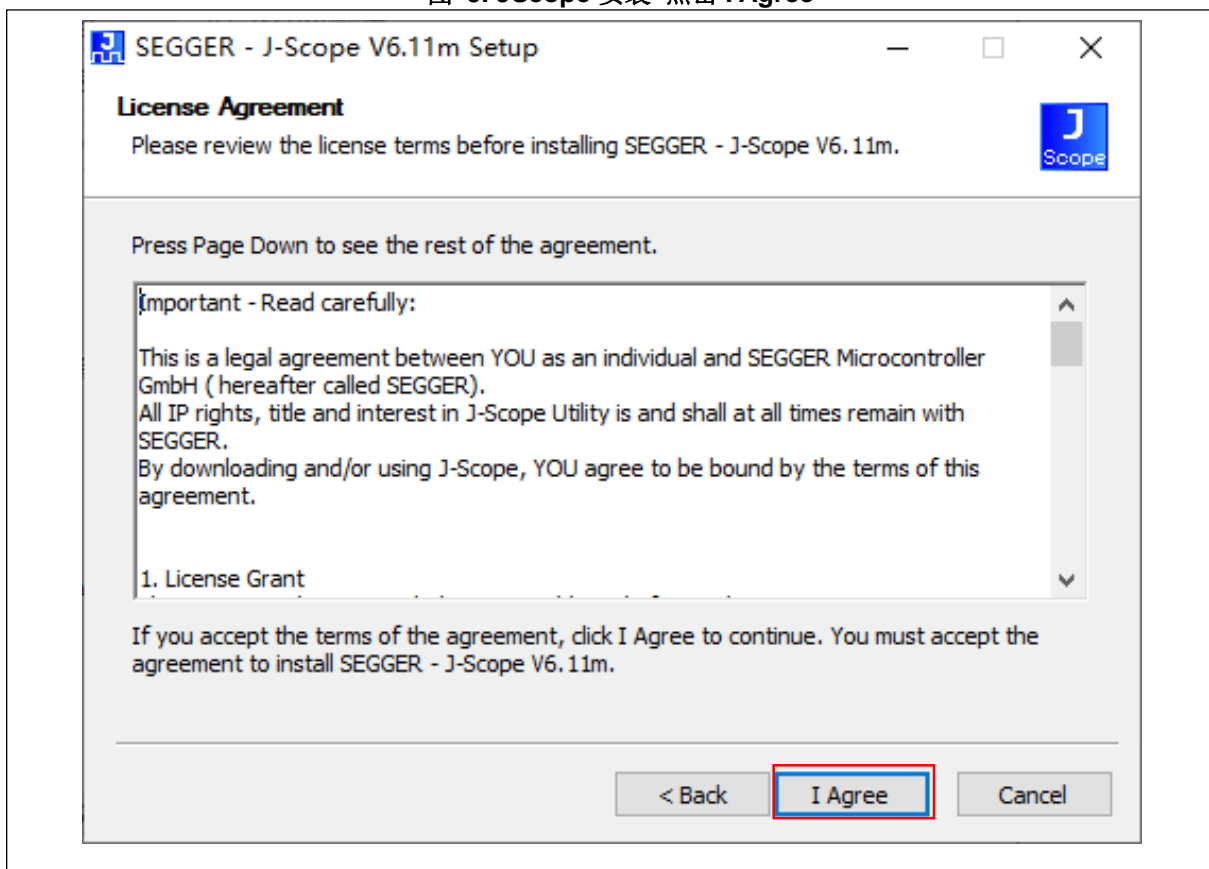 SEGGER - J-Scope V6.11m Setup
License Agreement
Please review the license terms before installing SEGGER - J-Scope V6.11m.
J
Scope
Press Page Down to see the rest of the agreement.
Important - Read carefully:
This is a legal agreement between YOU as an individual and SEGGER Microcontroller
GmbH ( hereafter called SEGGER).
All IP rights, title and interest in J-Scope Utility is and shall at all times remain with
SEGGER.
By downloading and/or using J-Scope, YOU agree to be bound by the terms of this
agreement.
1. License Grant
If you accept the terms of the agreement, click I Agree to continue. You must accept the
agreement to install SEGGER - J-Scope V6.11m.
< Back
I Agree
Cancel